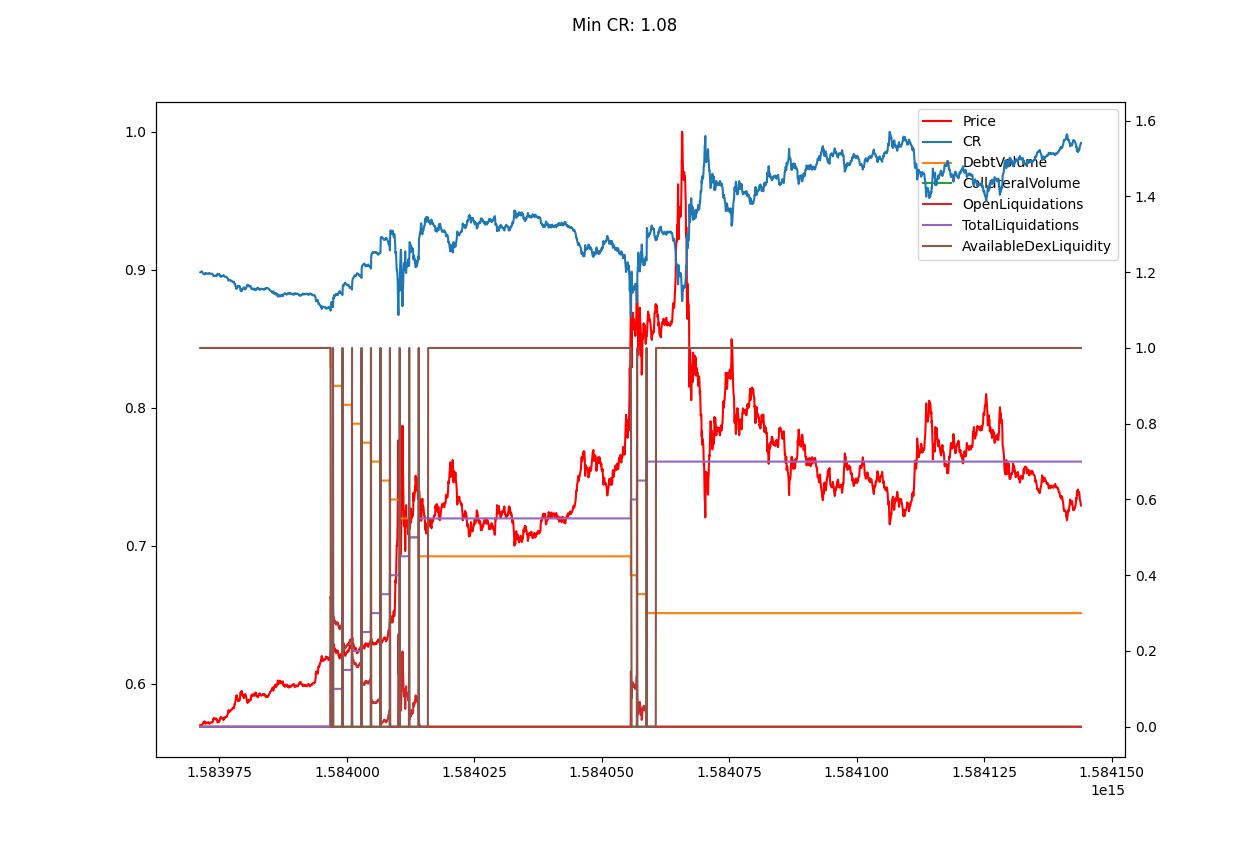 Min CR: 1.08
1.0
0.9
0.8
0.7
0.6
1.6
1.4
1.2
1.0
0.8
0.6
0.4
0.2
0.0
Price
CR
DebtVolume
CollateralVolume
OpenLiquidations
TotalLiquidations
AvailableDexLiquidity
1.583975 1.584000 1.584025 1.584050 1.584075 1.584100 1.584125 1.584150
1e15